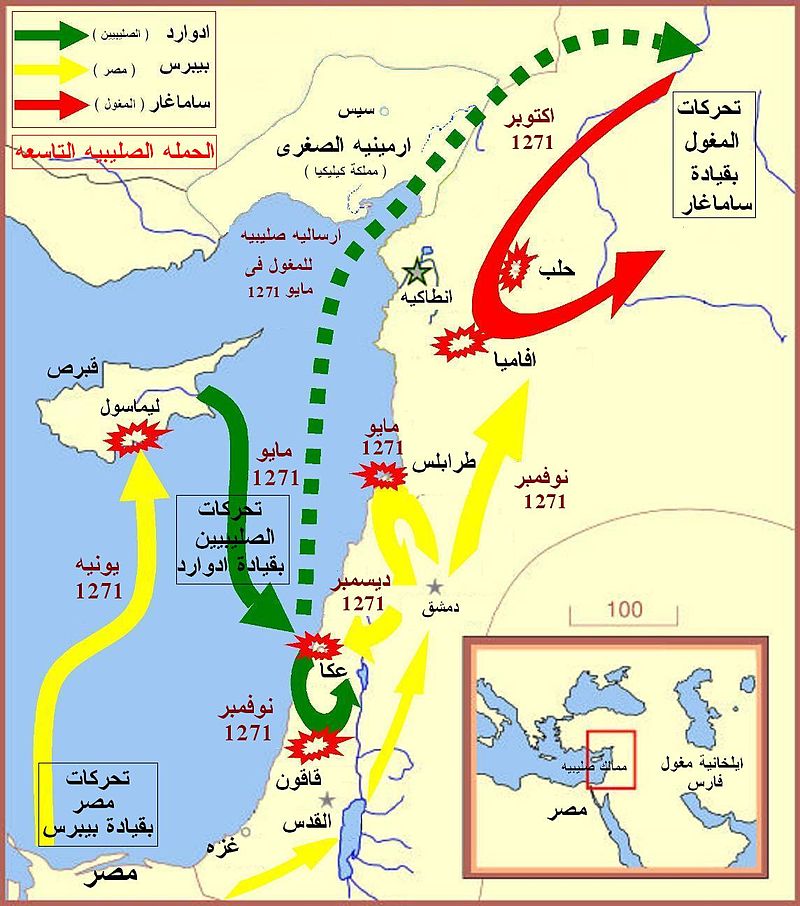 ادوارد ( الصليبيين )
بيبرس ( مصر )
ساماغار ( المغول )
الحمله الصليبيه التاسعه
سيس
ارمينيه الصغرى
( مملكة كيليكيا )
اكتوبر
1271
تحركات
المغول
بقيادة
ساماغار
ارساليه صليبيه
للمغول فى
مايو 1271
انطاكيه
حلب
افاميا
قبرص
ليماسول
مايو
1271
طرابلس
مايو
1271
نوفمبر
1271
تحركات
الصليبيين
بقيادة ادوارد
يونيه
1271
ديسمبر
1271
دمشق
100
عكا
نوفمبر
1271
قاقون
القدس
غزه
تحركات
مصر
بقيادة بيبرس
مصر
ممالك صليبيه
ايلخانية مغول
فارس
مصر